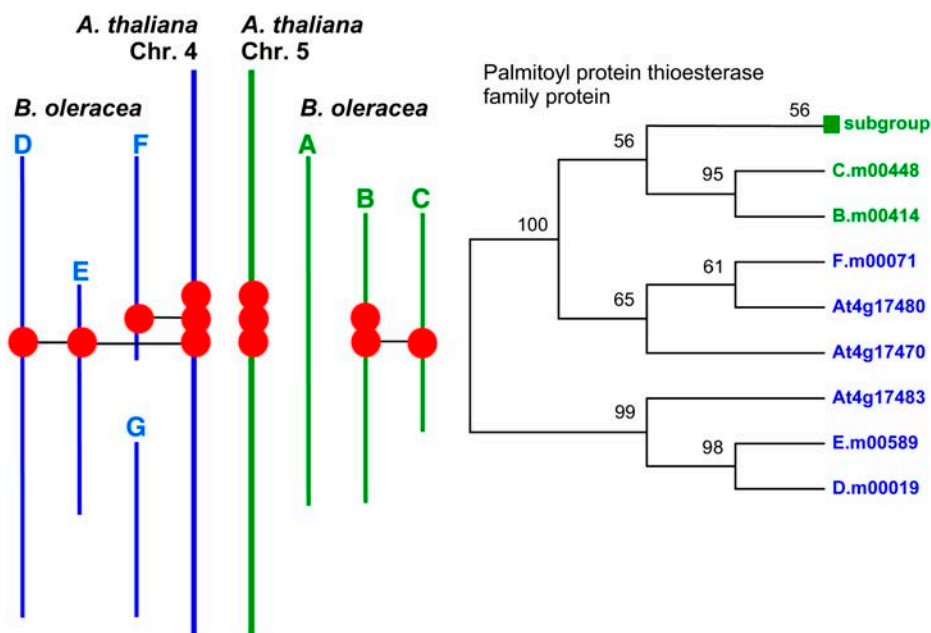 A. thaliana
Chr. 4
A. thaliana
Chr. 5
B. oleracea
B. oleracea
D
F
A
B
C
E
G
Palmitoyl protein thioesterase
family protein
56
subgroup
56
95
C.m00448
B.m00414
100
F.m00071
61
At4g17480
65
At4g17470
At4g17483
99
E.m00589
98
D.m00019